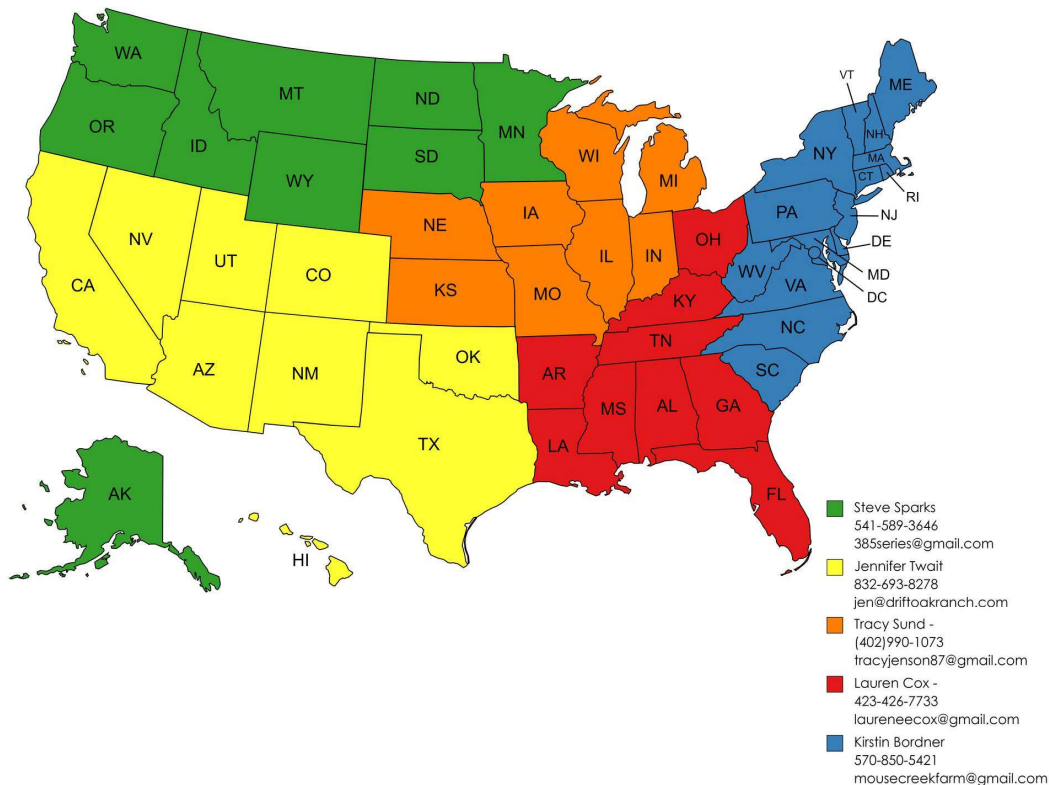 WA
OR
ID
MT
ND
MN
SD
WY
WI
MI
NE
IA
KS
MO
IL
IN
OH
KY
TN
AR
LA
MS
AL
GA
FL
ME
VT
NH
NY
MA
CT
RI
PA
NJ
DE
MD
DC
WV
VA
NC
SC
NV
UT
CO
CA
AZ
NM
OK
TX
AK
HI
Steve Sparks
541-589-3646
385series@gmail.com
Jennifer Twait
832-693-8278
jen@driftoakranch.com
Tracy Sund -
(402)990-1073
tracyjenson87@gmail.com
Lauren Cox -
423-426-7733
laureneecox@gmail.com
Kirstin Bordner
570-850-5421
mousecreekfarm@gmail.com